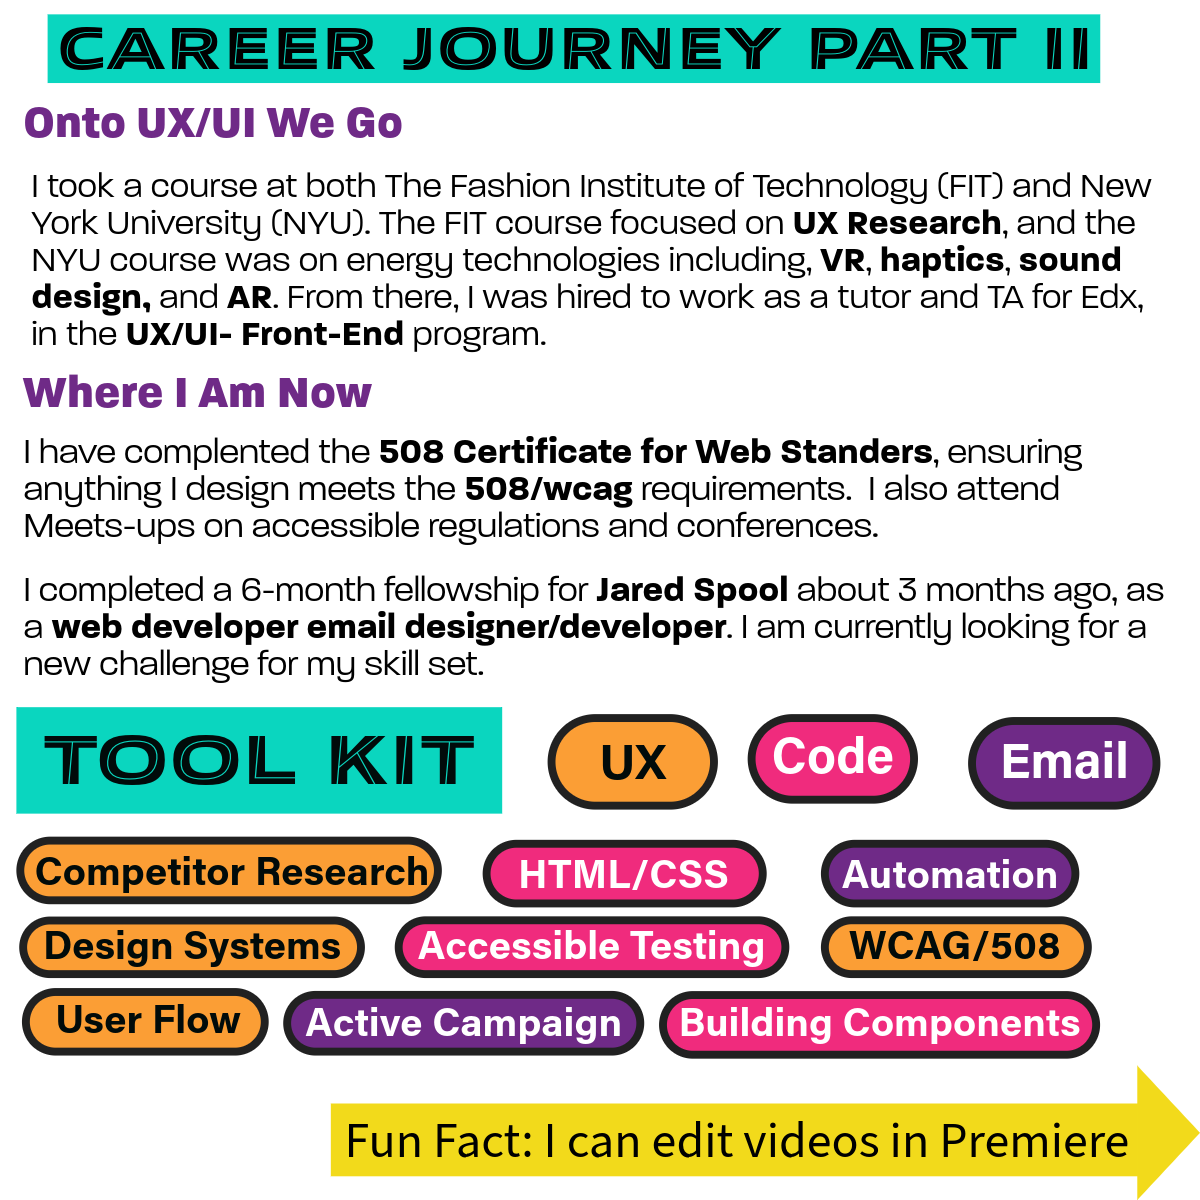 CAREER JOURNEY PART II
Onto UX/UI We Go
I took a course at both The Fashion Institute of Technology (FIT) and New
York University (NYU). The FIT course focused on UX Research, and the
NYU course was on energy technologies including, VR, haptics, sound
design, and AR. From there, I was hired to work as a tutor and TA for Edx,
in the UX/UI- Front-End program.
Where I Am Now
I have complented the 508 Certificate for Web Standers, ensuring
anything I design meets the 508/wcag requirements.  I also attend
Meets-ups on accessible regulations and conferences.
I completed a 6-month fellowship for Jared Spool about 3 months ago, as
a web developer email designer/developer. I am currently looking for a
new challenge for my skill set.
TOOL KIT
UX
Code
Email
Competitor Research
HTML/CSS
Automation
Design Systems
Accessible Testing
WCAG/508
User Flow
Active Campaign
Building Components
Fun Fact: I can edit videos in Premiere